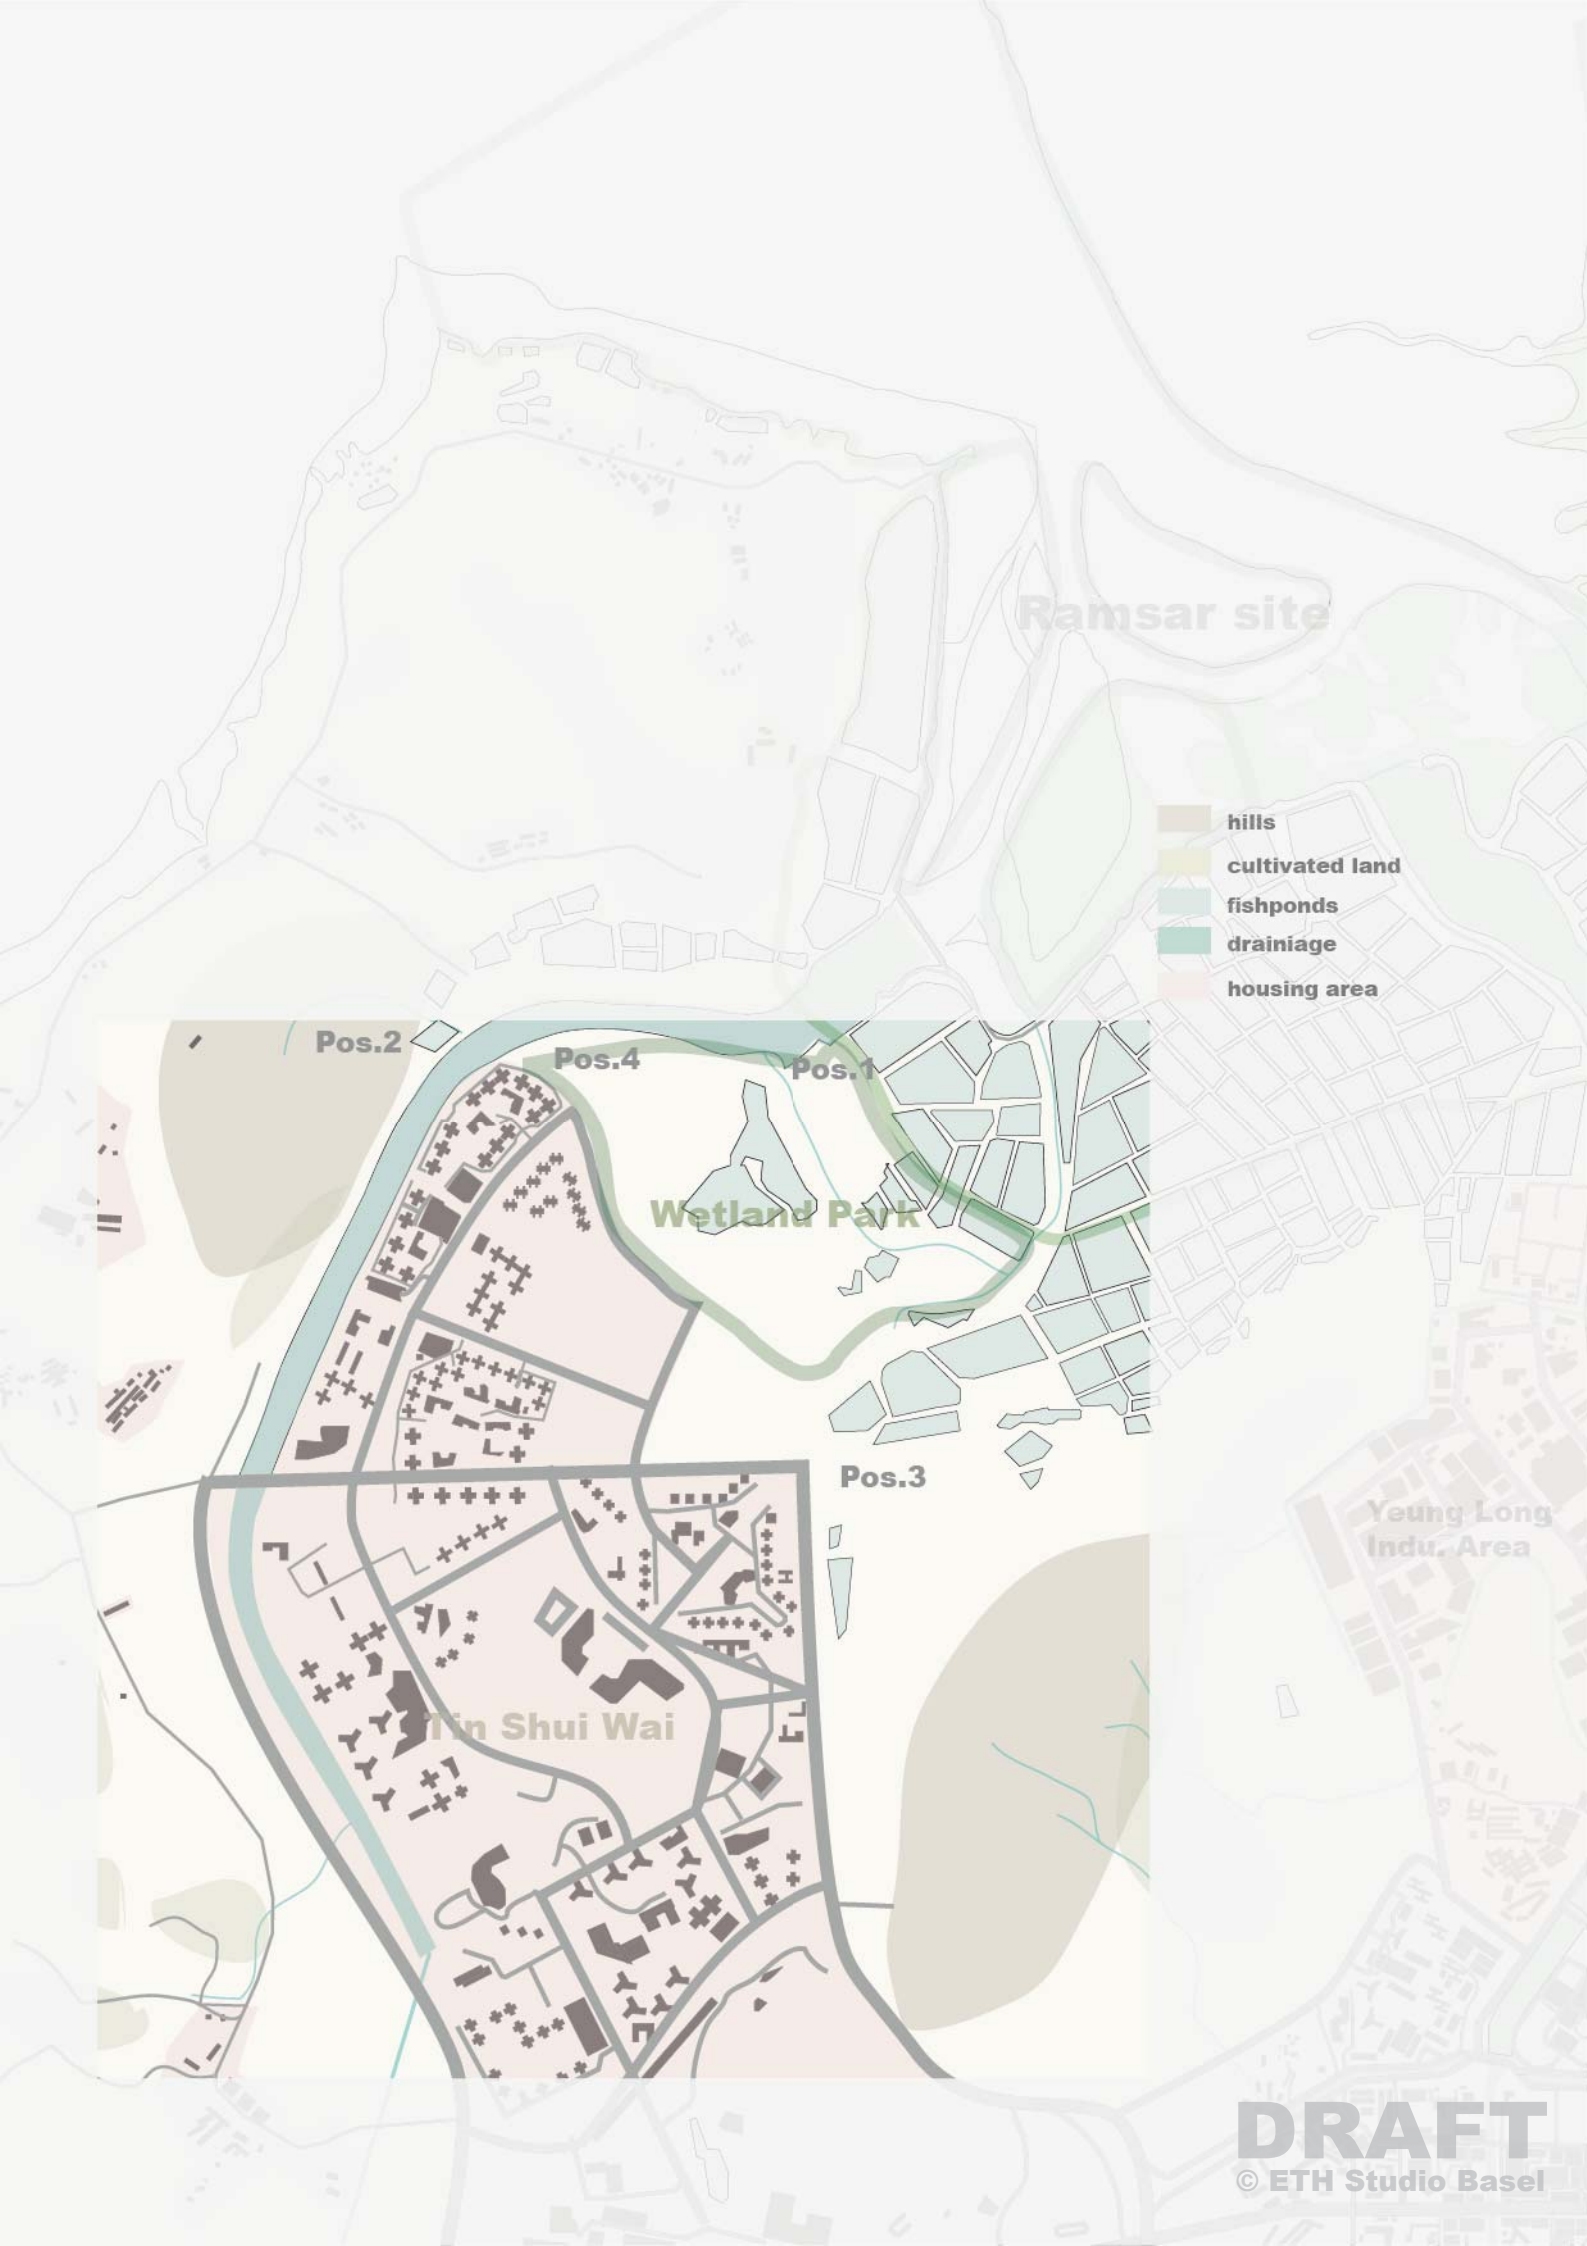 Ramsar site
hills
cultivated land
fishponds
drainiage
housing area
Pos.2
Pos.4
Pos.1
Wetland Park
Pos.3
Yeung Long
Indu. Area
Tin Shui Wai
DRAFT
© ETH Studio Basel